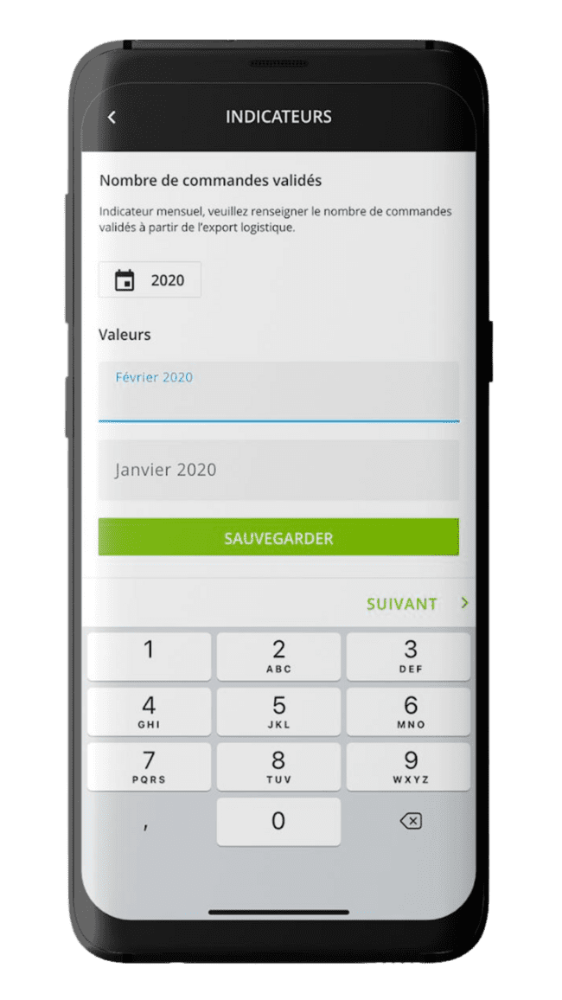 INDICATEURS
Nombre de commandes validés
Indicateur mensuel, veuillez renseigner le nombre de commandes
validés à partir de l'export logistique.
2020
Valeurs
Février 2020
Janvier 2020
SAUVEGARDER
SUIVANT
1 2 3
ABC DEF
4 5 6
GHI JKL MNO
7 8 9
PQRS TUV WXYZ
, 0